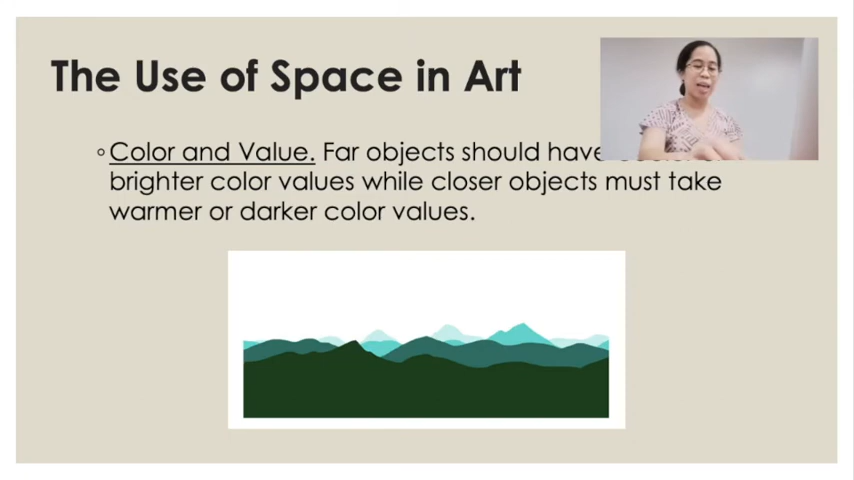 The Use of Space in Art
Color and Value. Far objects should have
brighter color values while closer objects must take
warmer or darker color values.